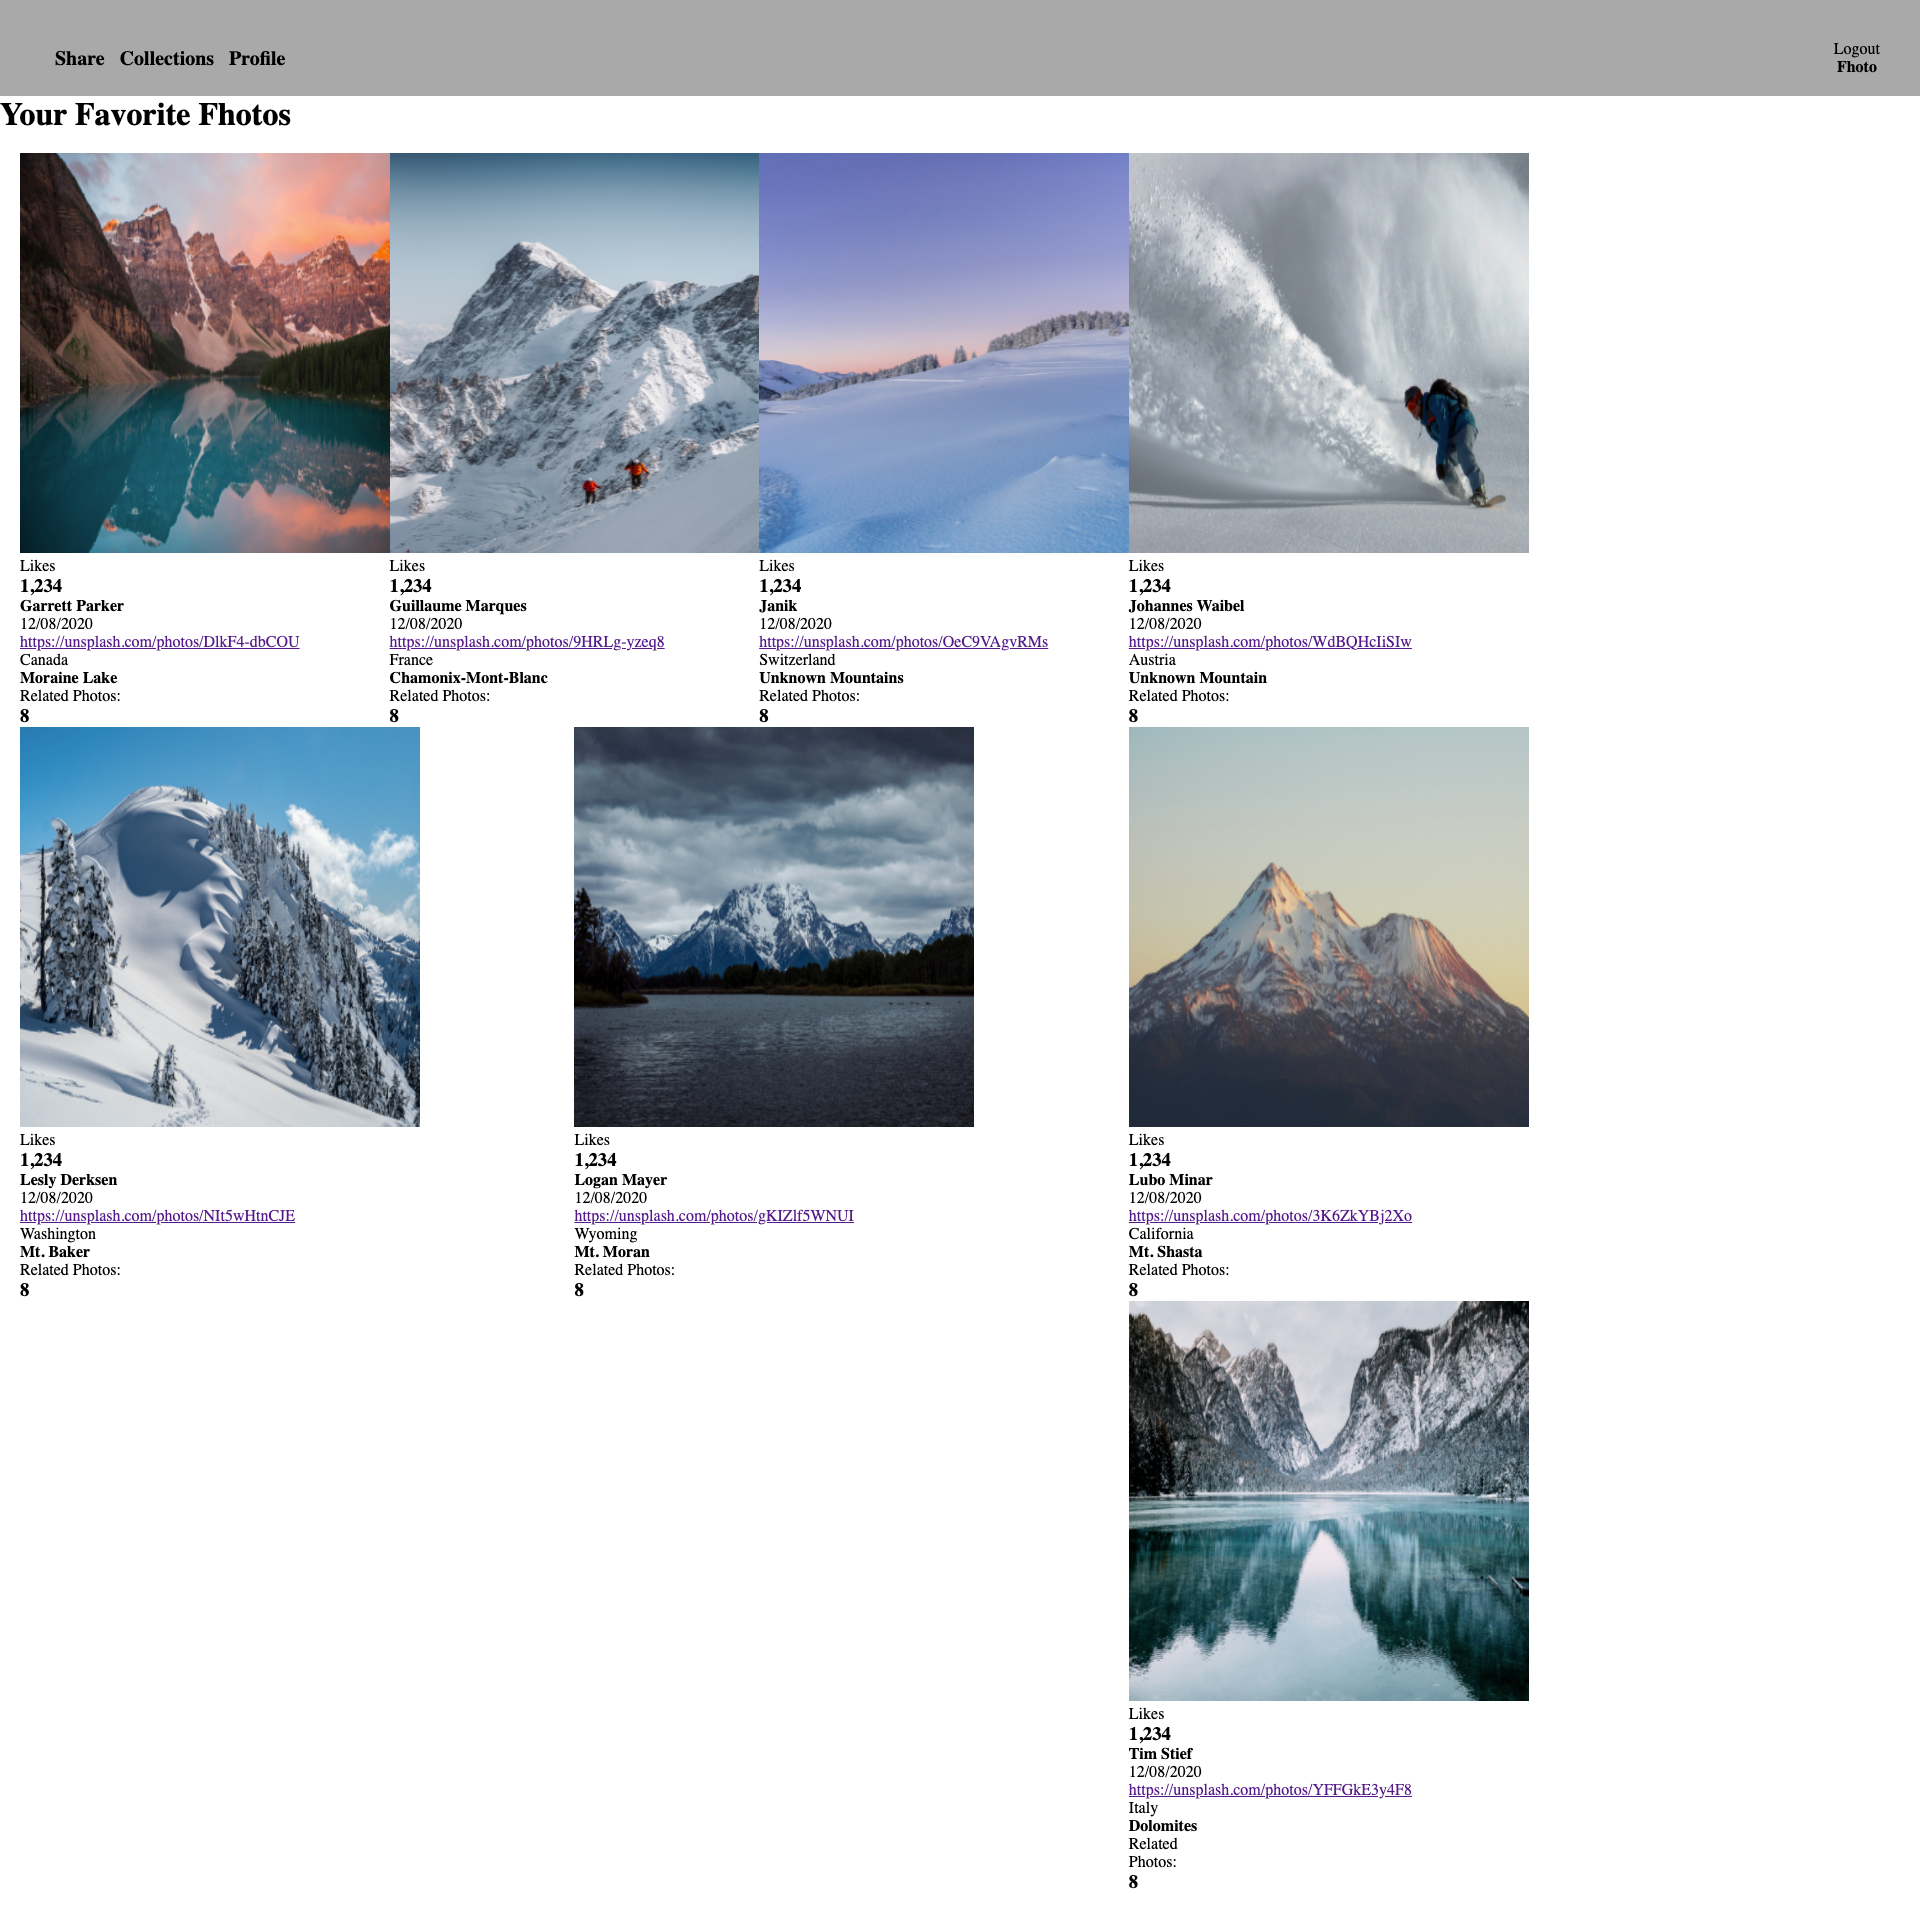 Share Collections Profile
Logout
Fhoto
Your Favorite Fhotos
Likes
1,234
Garrett Parker
12/08/2020
https://unsplash.com/photos/DlkF4-dbCOU
Canada
Moraine Lake
Related Photos:
8
Likes
1,234
Guillaume Marques
12/08/2020
https://unsplash.com/photos/9HRLg-yzeq8
France
Chamonix-Mont-Blanc
Related Photos:
8
Likes
1,234
Janik
12/08/2020
https://unsplash.com/photos/OeC9VAgvRMs
Switzerland
Unknown Mountains
Related Photos:
8
Likes
1,234
Johannes Waibel
12/08/2020
https://unsplash.com/photos/WdBQHcIiSIw
Austria
Unknown Mountain
Related Photos:
8
Likes
1,234
Lesly Derksen
12/08/2020
https://unsplash.com/photos/NIt5wHtnCJE
Washington
Mt. Baker
Related Photos:
8
Likes
1,234
Logan Mayer
12/08/2020
https://unsplash.com/photos/gKIZlf5WNUI
Wyoming
Mt. Moran
Related Photos:
8
Likes
1,234
Lubo Minar
12/08/2020
https://unsplash.com/photos/3K6ZkYBj2Xo
California
Mt. Shasta
Related Photos:
8
Likes
1,234
Tim Stief
12/08/2020
https://unsplash.com/photos/YFFGkE3y4F8
Italy
Dolomites
Related
Photos:
8